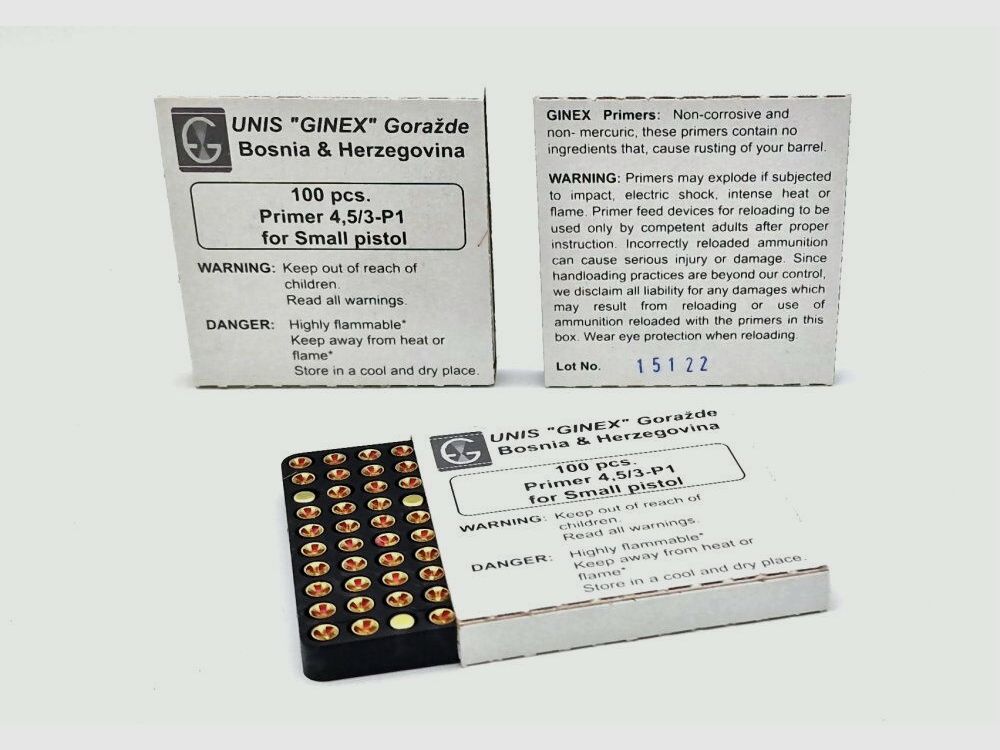 UNIS "GINEX" Goražde
Bosnia & Herzegovina
100 pcs.
Primer 4,5/3-P1
for Small pistol
WARNING: Keep out of reach of
children.
Read all warnings.
DANGER: Highly flammable*
Keep away from heat or
flame*
Store in a cool and dry place.
GINEX Primers: Non-corrosive and
non- mercuric, these primers contain no
ingredients that, cause rusting of your barrel.
WARNING: Primers may explode if subjected
to impact, electric shock, intense heat or
flame. Primer feed devices for reloading to be
used only by competent adults after proper
instruction. Incorrectly reloaded ammunition
can cause serious injury or damage. Since
handloading practices are beyond our control,
we disclaim all liability for any damages which
may result from reloading or use of
ammunition reloaded with the primers in this
box. Wear eye protection when reloading.
Lot No. 15122
UNIS "GINEX" Goražde
Bosnia & Herzegovina
100 pcs.
Primer 4,5/3-P1
for Small pistol
WARNING: Keep out of reach of
children.
Read all warnings.
DANGER: Highly flammable*
Keep away from heat or
flame*
Store in a cool and dry place.